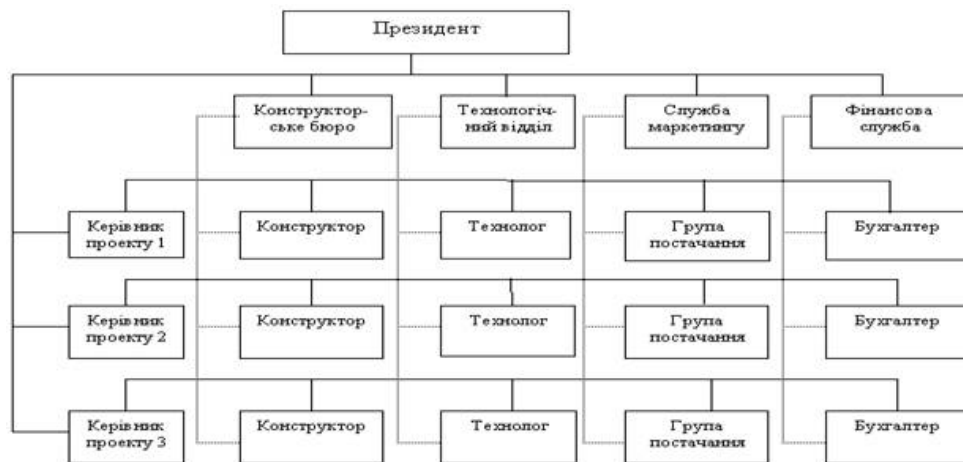 Президент
Конструктор-
ське бюро
Технологіч-
ний відділ
Служба
маркетингу
Фінансова
служба
Керівник
проекту 1
Конструктор
Технолог
Група
постачання
Бухгалтер
Керівник
проекту 2
Конструктор
Технолог
Група
постачання
Бухгалтер
Керівник
проекту 3
Конструктор
Технолог
Група
постачання
Бухгалтер